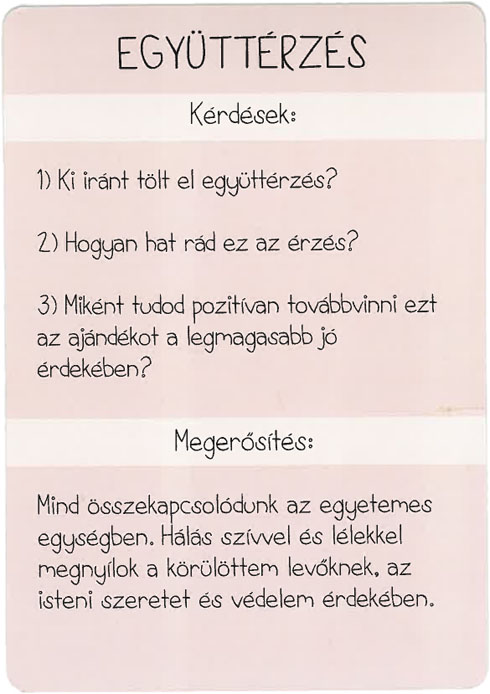 EGYÜTTÉRZÉS
Kérdések:
1) Ki iránt tölt el együttérzés?
2) Hogyan hat rád ez az érzés?
3) Miként tudod pozitívan továbbvinni ezt
az ajándékot a legmagasabb jó
érdekében?
Megerősítés:
Mind összekapcsolódunk az egyetemes
egységben. Hálás szívvel és lélekkel
megnyílok a körülöttem levőknek, az
isteni szeretet és védelem érdekében.